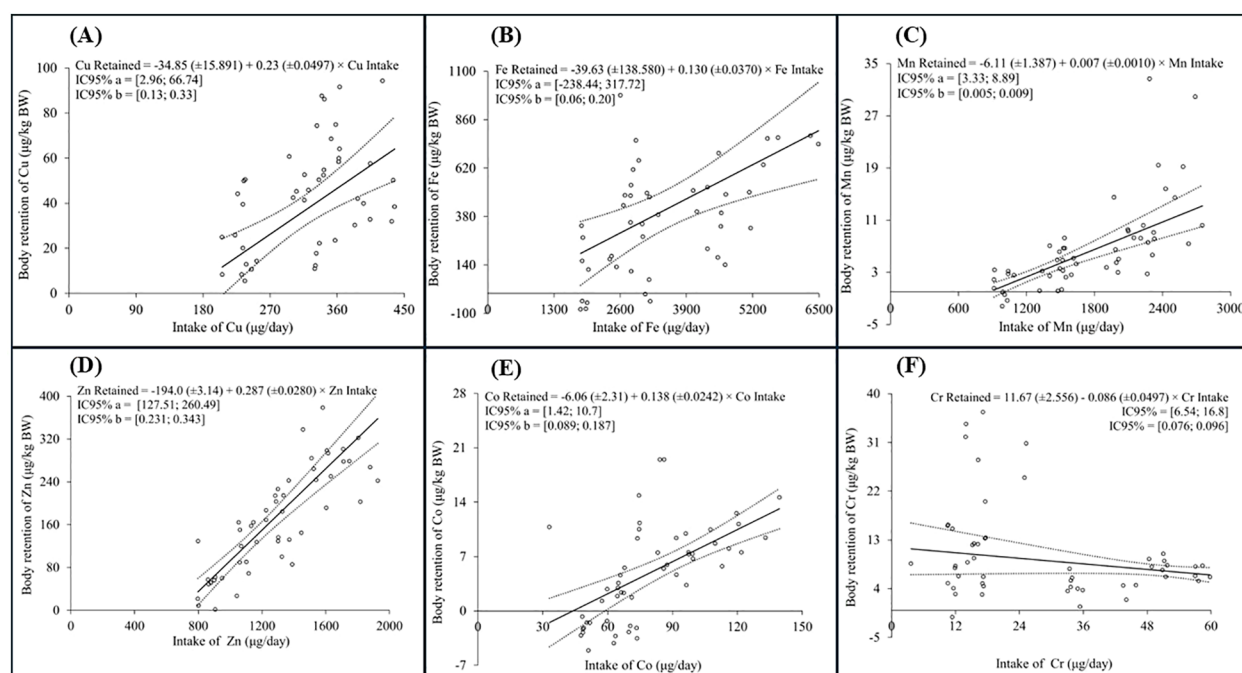 (A)
Cu Retained = -34.85 (±15.891) + 0.23 (±0.0497) × Cu Intake
IC95% a = [2.96; 66.74]
IC95% b = [0.13; 0.33]
100
80
60
40
20
0
Body retention of Cu (µg/kg BW)
0 180 270 360 450
Intake of Cu (µg/day)
(B)
Fe Retained = -39.63 (±138.580) + 0.130 (±0.0370) × Fe Intake
IC95% a = [-238.44; 317.72]
IC95% b = [0.06; 0.20]
1100
860
620
380
140
-100
Body retention of Fe (µg/kg BW)
0 1300 2600 3900 5200 6500
Intake of Fe (µg/day)
(C)
Mn Retained = -6.11 (±1.387) + 0.007 (±0.0010) × Mn Intake
IC95% a = [3.33; 8.89]
IC95% b = [0.005; 0.009]
35
27
19
11
3
-5
Body retention of Mn (µg/kg BW)
0 600 1200 1800 2400 3000
Intake of Mn (µg/day)
(D)
Zn Retained = -194.0 (±3.14) + 0.287 (±0.0280) × Zn Intake
IC95% a = [127.51; 260.49]
IC95% b = [0.231; 0.343]
400
320
240
160
80
0
Body retention of Zn (µg/kg BW)
0 400 800 1200 1600 2000
Intake of Zn (µg/day)
(E)
Co Retained = -6.06 (±2.31) + 0.138 (±0.0242) × Co Intake
IC95% a = [1.42; 10.7]
IC95% b = [0.089; 0.187]
28
21
14
7
0
-7
Body retention of Co (µg/kg BW)
0 30 60 90 120 150
Intake of Co (µg/day)
(F)
Cr Retained = 11.67 (±2.556) - 0.086 (±0.0497) × Cr Intake
IC95% = [6.54; 16.8]
IC95% = [0.076; 0.096]
40
31
22
13
4
-5
Body retention of Cr (µg/kg BW)
0 12 24 36 48 60
Intake of Cr (µg/day)